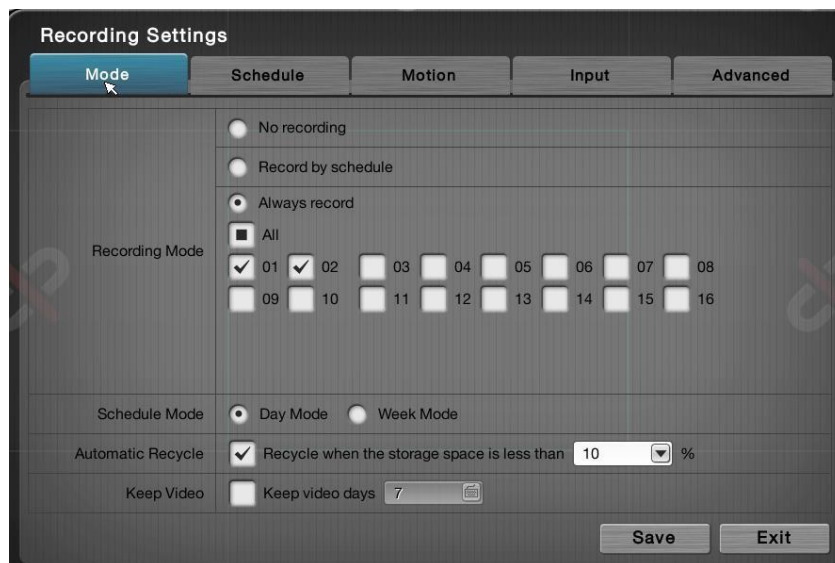 Recording Settings
Mode Schedule Motion Input Advanced
No recording
Record by schedule
Always record
All
Recording Mode
01 02 03 04 05 06 07 08
09 10 11 12 13 14 15 16
Schedule Mode Day Mode Week Mode
Automatic Recycle Recycle when the storage space is less than 10 %
Keep Video Keep video days 7
Save Exit